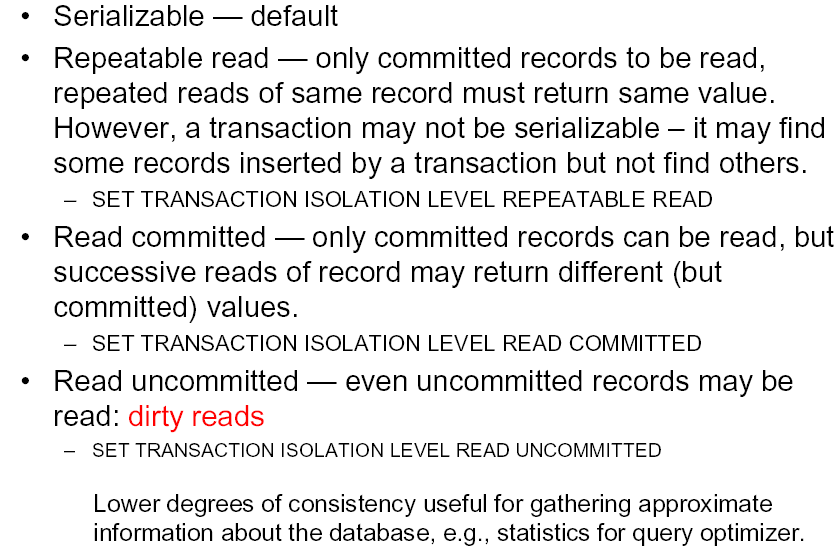 • Serializable — default
• Repeatable read — only committed records to be read,
repeated reads of same record must return same value.
However, a transaction may not be serializable – it may find
some records inserted by a transaction but not find others.
– SET TRANSACTION ISOLATION LEVEL REPEATABLE READ
• Read committed — only committed records can be read, but
successive reads of record may return different (but
committed) values.
– SET TRANSACTION ISOLATION LEVEL READ COMMITTED
• Read uncommitted — even uncommitted records may be
read: dirty reads
– SET TRANSACTION ISOLATION LEVEL READ UNCOMMITTED
Lower degrees of consistency useful for gathering approximate
information about the database, e.g., statistics for query optimizer.